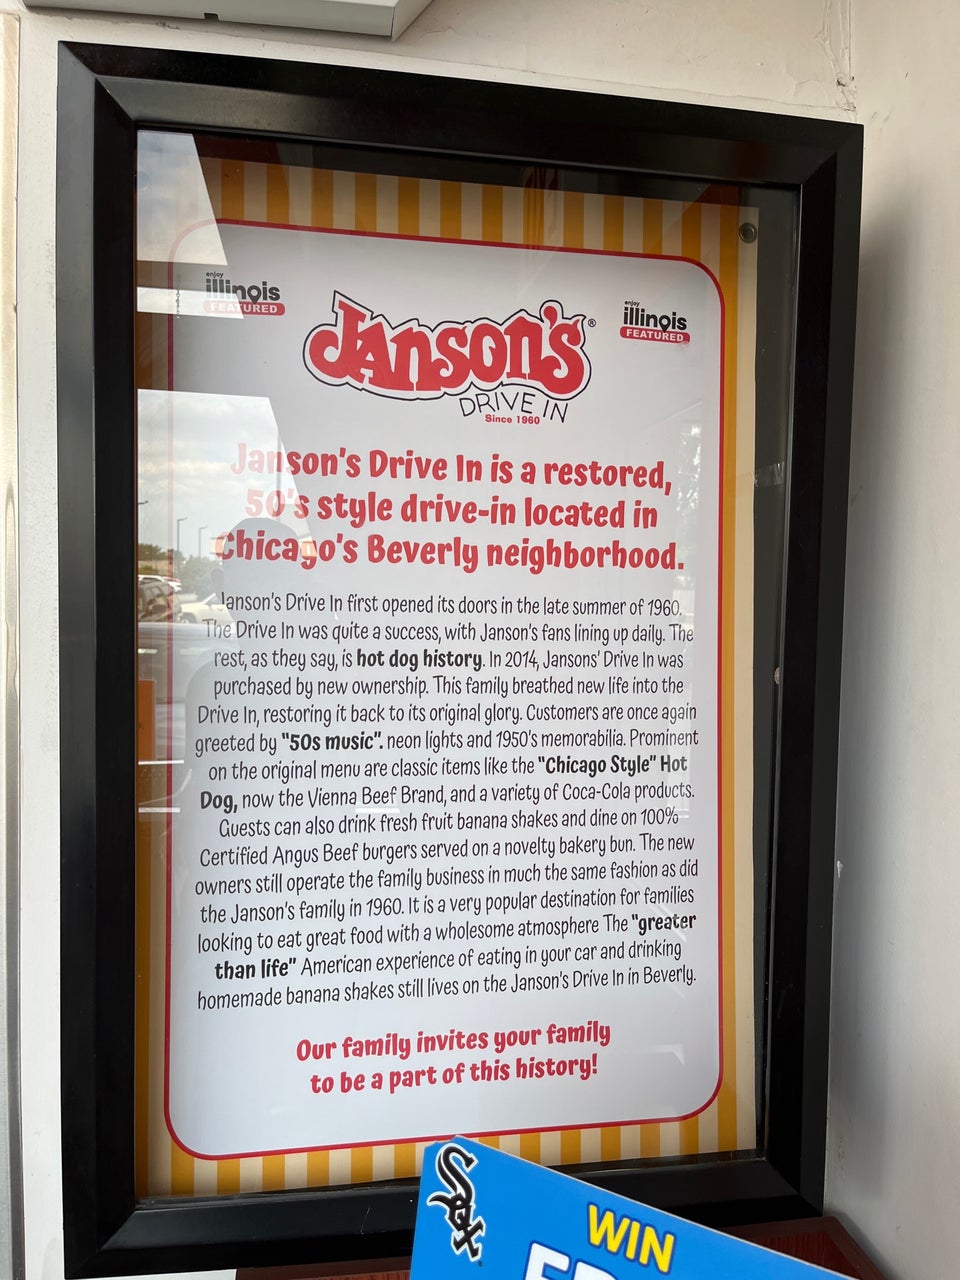 enjoy
illinois
FEATURED
enjoy
illinois
FEATURED
Janson's®
DRIVE IN
Since 1960
Janson's Drive In is a restored,
50's style drive-in located in
Chicago's Beverly neighborhood.
Janson's Drive In first opened its doors in the late summer of 1960.
The Drive In was quite a success, with Janson's fans lining up daily. The
rest, as they say, is hot dog history. In 2014, Jansons' Drive In was
purchased by new ownership. This family breathed new life into the
Drive In, restoring it back to its original glory. Customers are once again
greeted by "50s music". neon lights and 1950's memorabilia. Prominent
on the original menu are classic items like the "Chicago Style" Hot
Dog, now the Vienna Beef Brand, and a variety of Coca-Cola products.
Guests can also drink fresh fruit banana shakes and dine on 100%
Certified Angus Beef burgers served on a novelty bakery bun. The new
owners still operate the family business in much the same fashion as did
the Janson's family in 1960. It is a very popular destination for families
looking to eat great food with a wholesome atmosphere The "greater
than life" American experience of eating in your car and drinking
homemade banana shakes still lives on the Janson's Drive In in Beverly.
Our family invites your family
to be a part of this history!
Sox
WIN